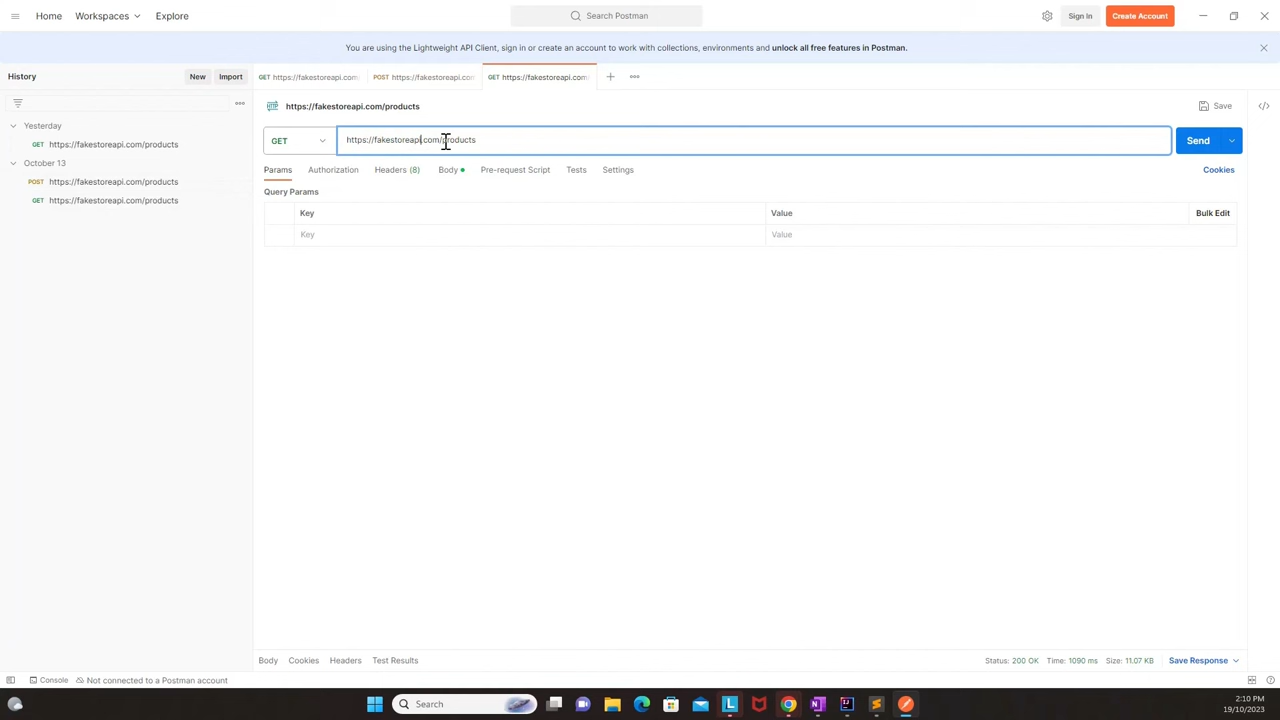 Home Workspaces Explore Search Postman Sign In Create Account
You are using the Lightweight API Client, sign in or create an account to work with collections, environments and unlock all free features in Postman.
History New Import
GET https://fakestoreapi.com POST https://fakestoreapi.com GET https://fakestoreapi.com
https://fakestoreapi.com/products Save
Yesterday
GET https://fakestoreapi.com/products
October 13
POST https://fakestoreapi.com/products
GET https://fakestoreapi.com/products
GET https://fakestoreapi.com/products Send
Params Authorization Headers (8) Body Pre-request Script Tests Settings Cookies
Query Params
Key Value Bulk Edit
Key Value
Body Cookies Headers Test Results Status: 200 OK Time: 1090 ms Size: 11.07 KB Save Response
Console Not connected to a Postman account
Search
2:10 PM
19/10/2023